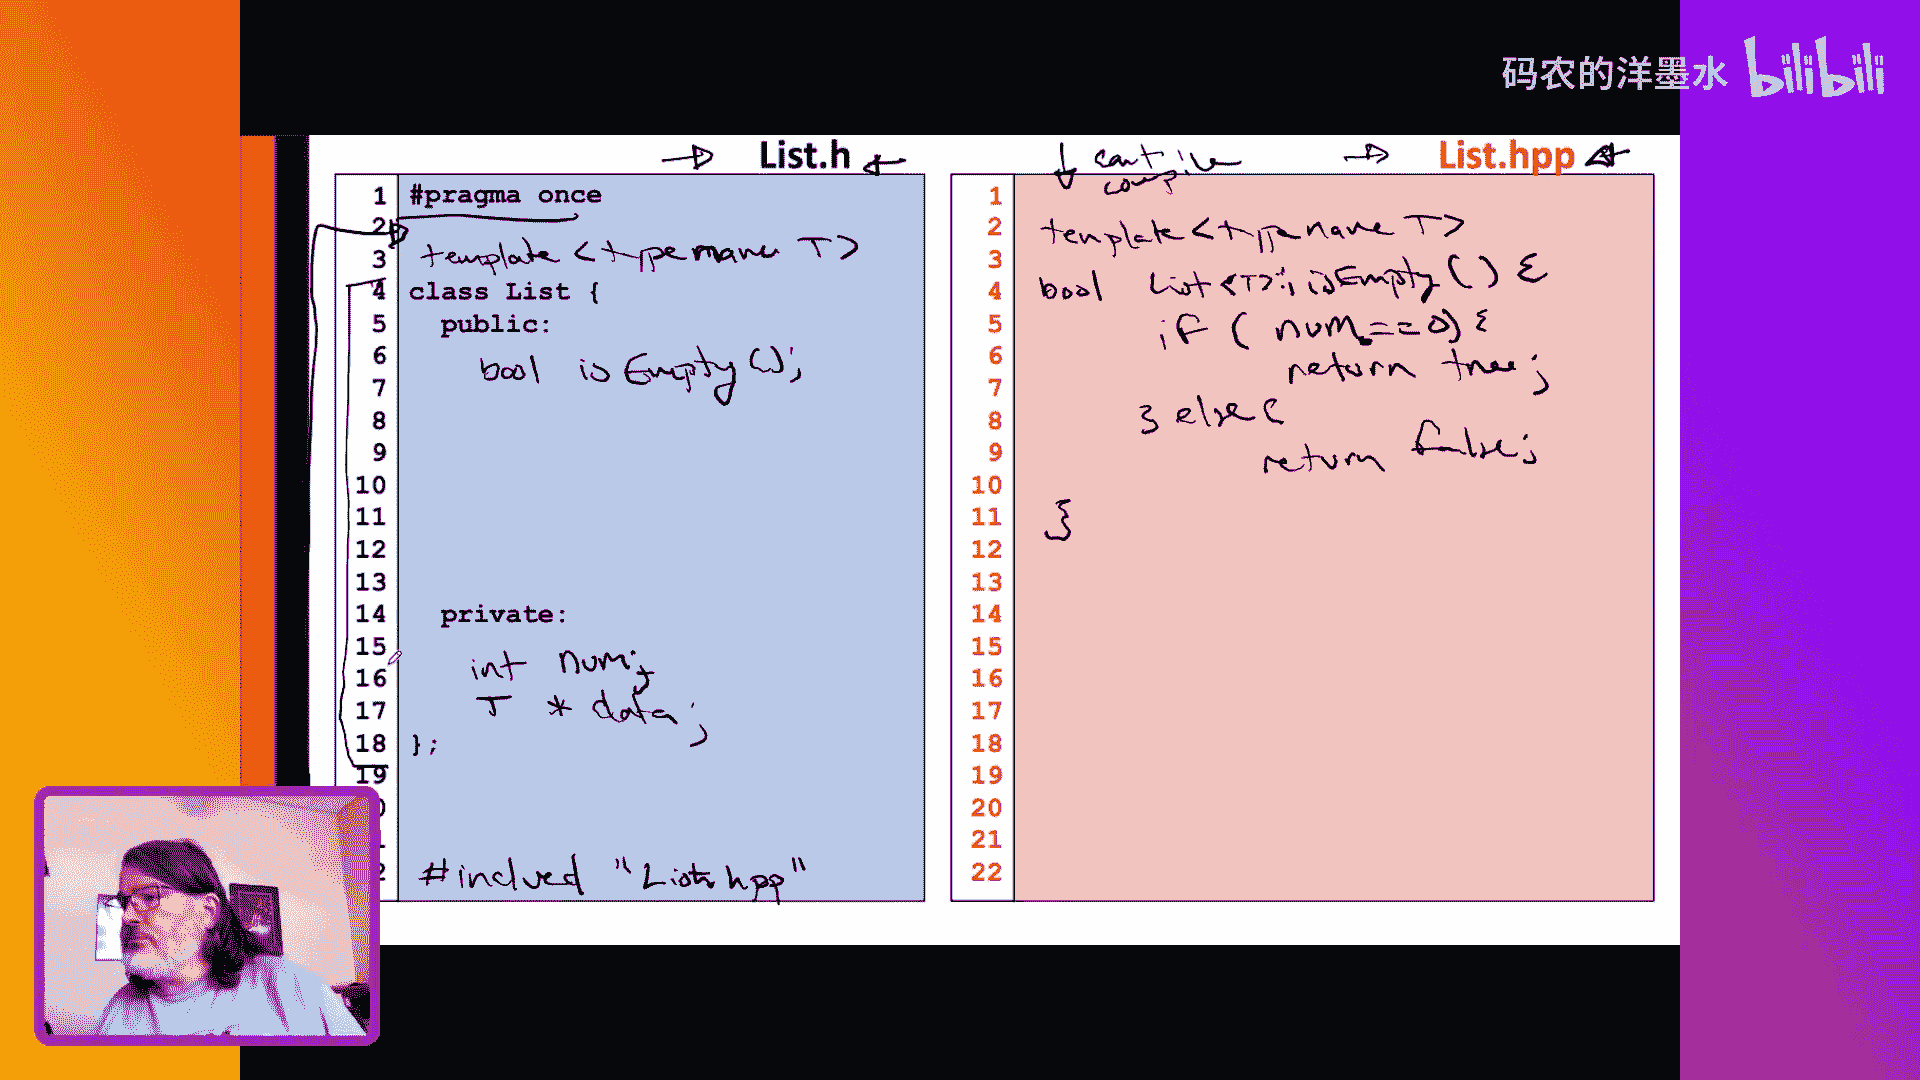 码农的洋墨水 bilibili
List.h
1 #pragma once
2
3 template <typename T>
4 class List {
5 public:
6 bool isEmpty();
7
8
9
10
11
12
13
14 private:
15
16 int num;
17 T * data;
18 };
19
#inclued "List.hpp"
can't compile
List.hpp
1
2 template<typename T>
3
4 bool List<T>::isEmpty() {
5 if ( num == 0) {
6 return true;
7
8 } else {
9 return false;
10
11 }
12
13
14
15
16
17
18
19
20
21
22